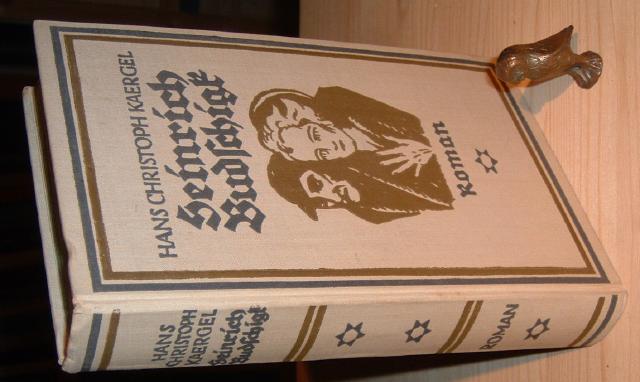 HANS CHRISTOPH KAERGEL
Heinrich
Budschigk
Roman
HANS
CHRISTOPH
KAERGEL
Heinrich
Budschigk
ROMAN